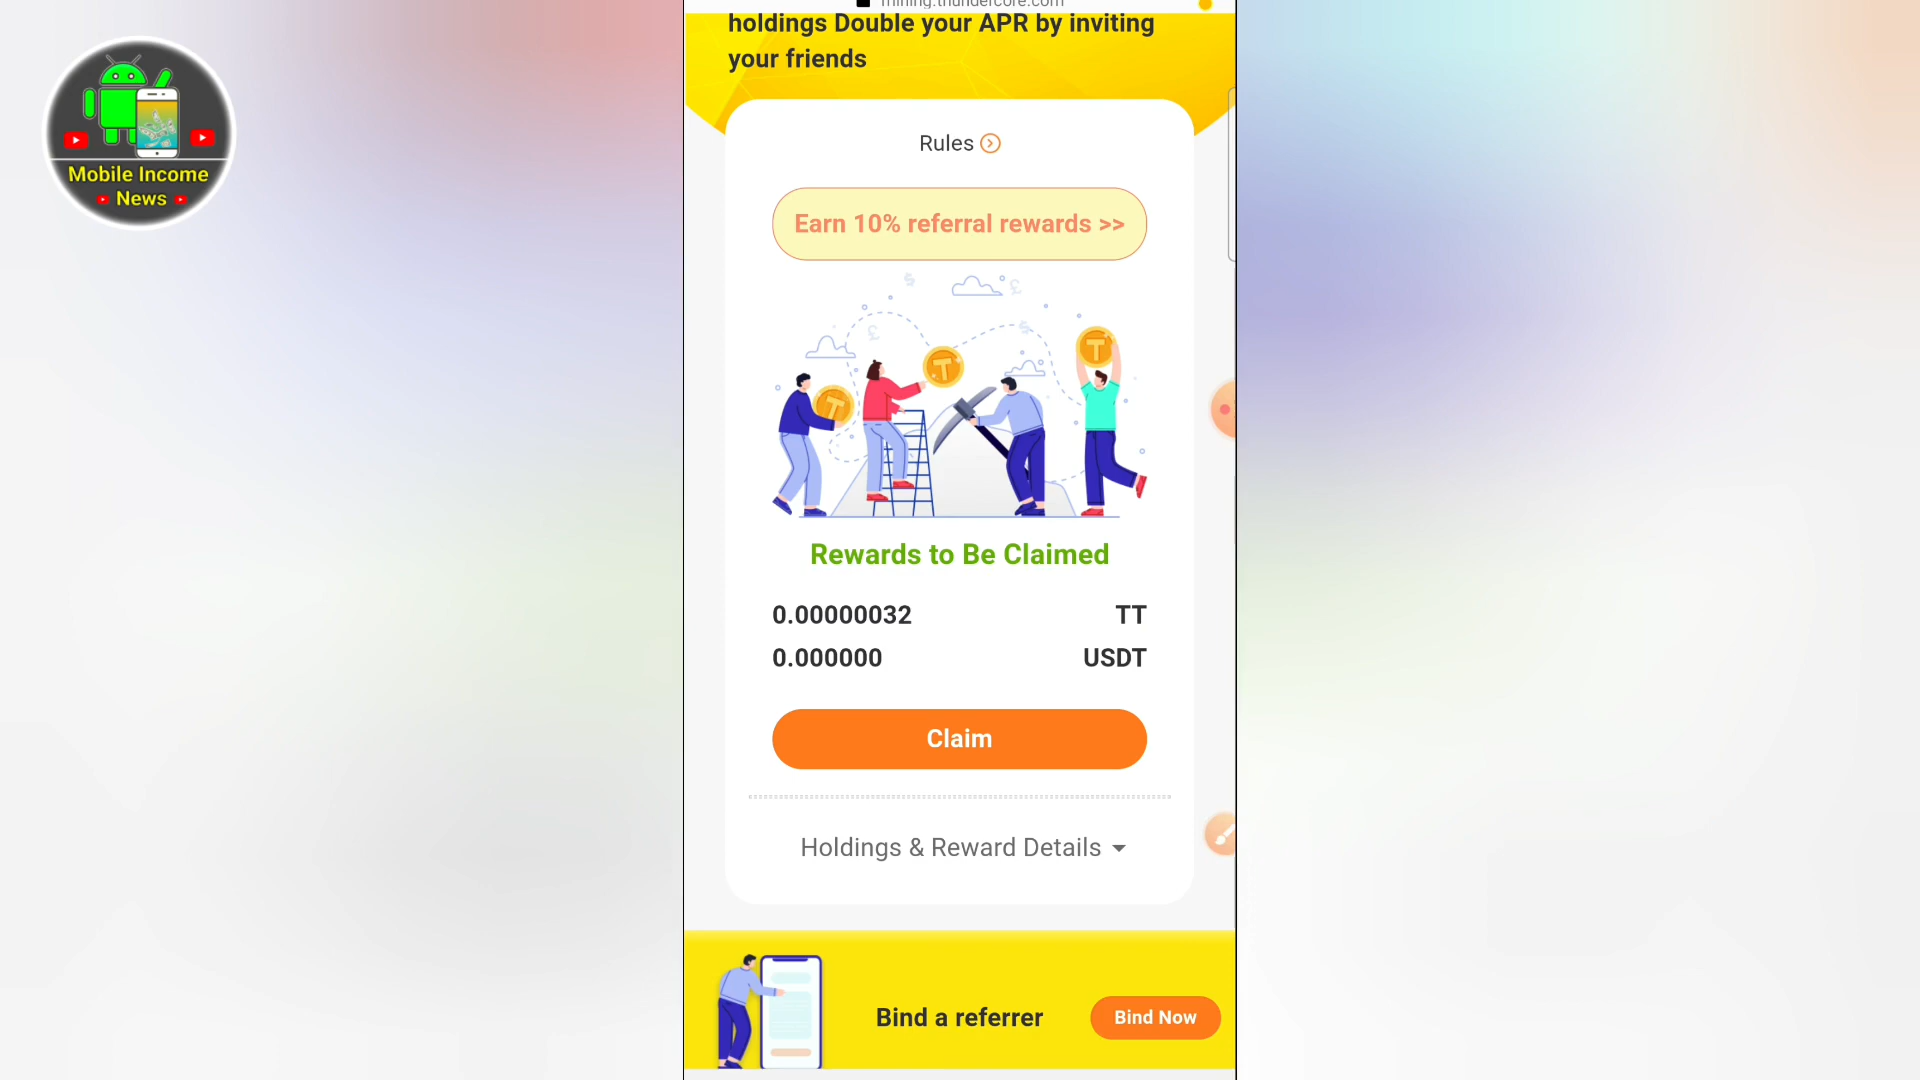 mining.thundercore.com
holdings Double your APR by inviting
your friends
Mobile Income
News
Rules
Earn 10% referral rewards >>
Rewards to Be Claimed
0.00000032 TT
0.000000 USDT
Claim
Holdings & Reward Details
Bind a referrer
Bind Now